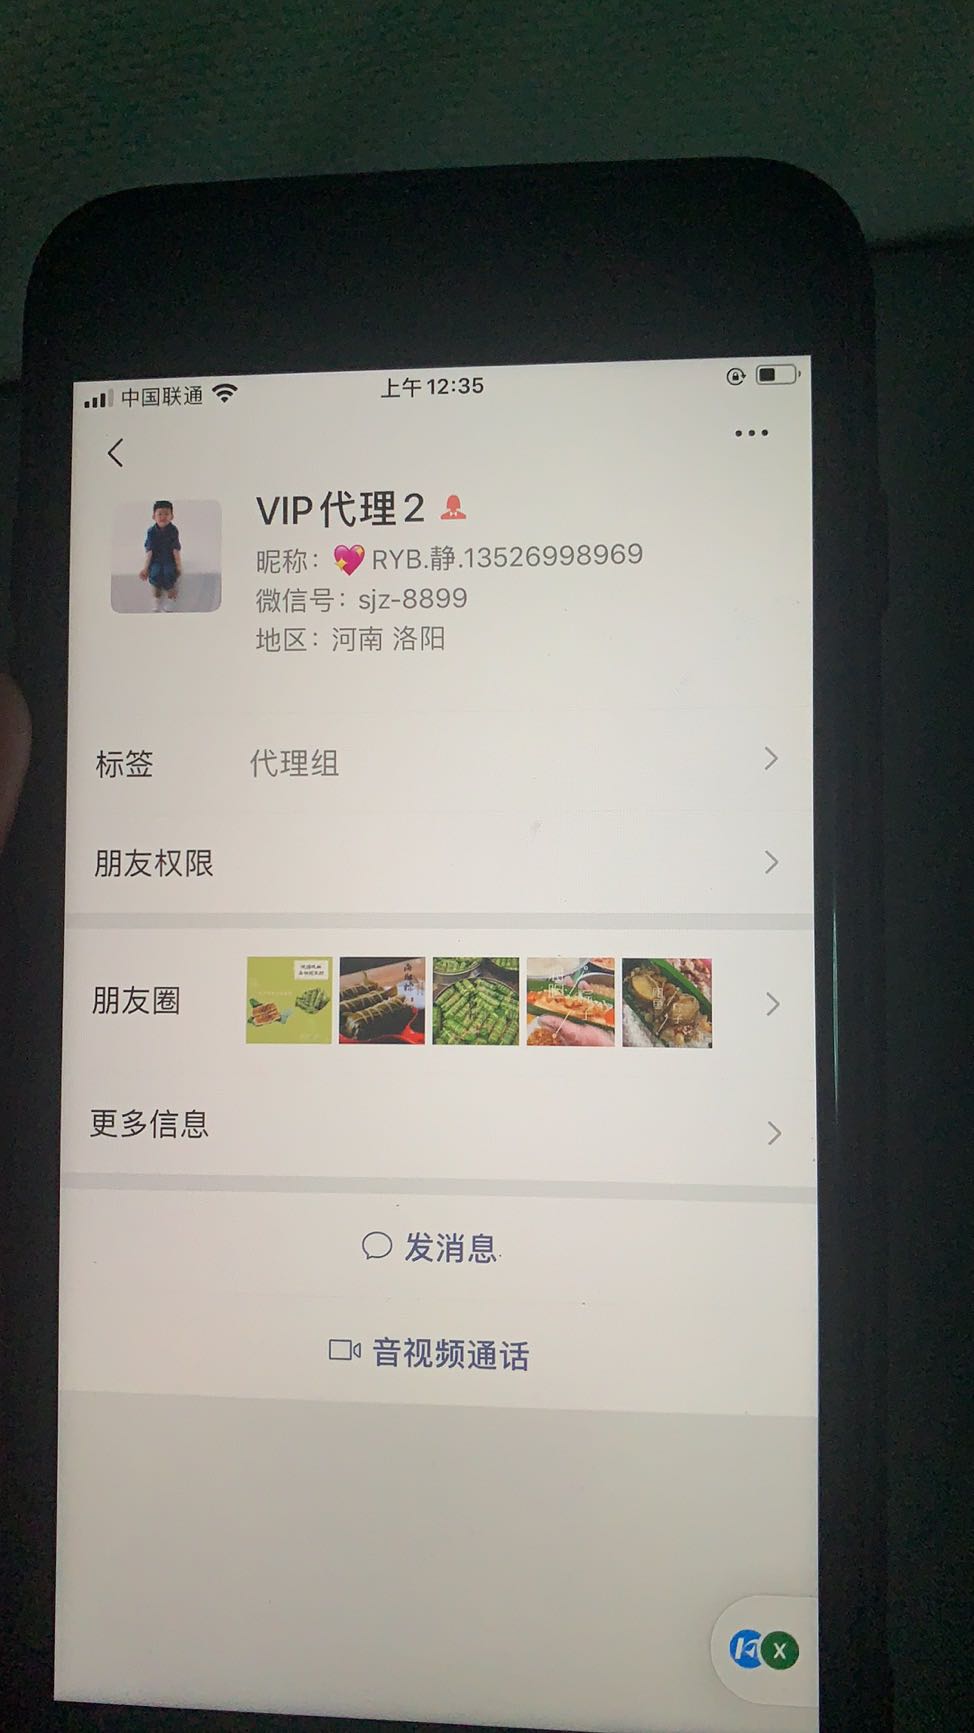 中国联通
上午12:35
VIP代理2
昵称：💖RYB.静.13526998969
微信号：sjz-8899
地区：河南 洛阳
标签
代理组
朋友权限
朋友圈
更多信息
发消息
音视频通话
X